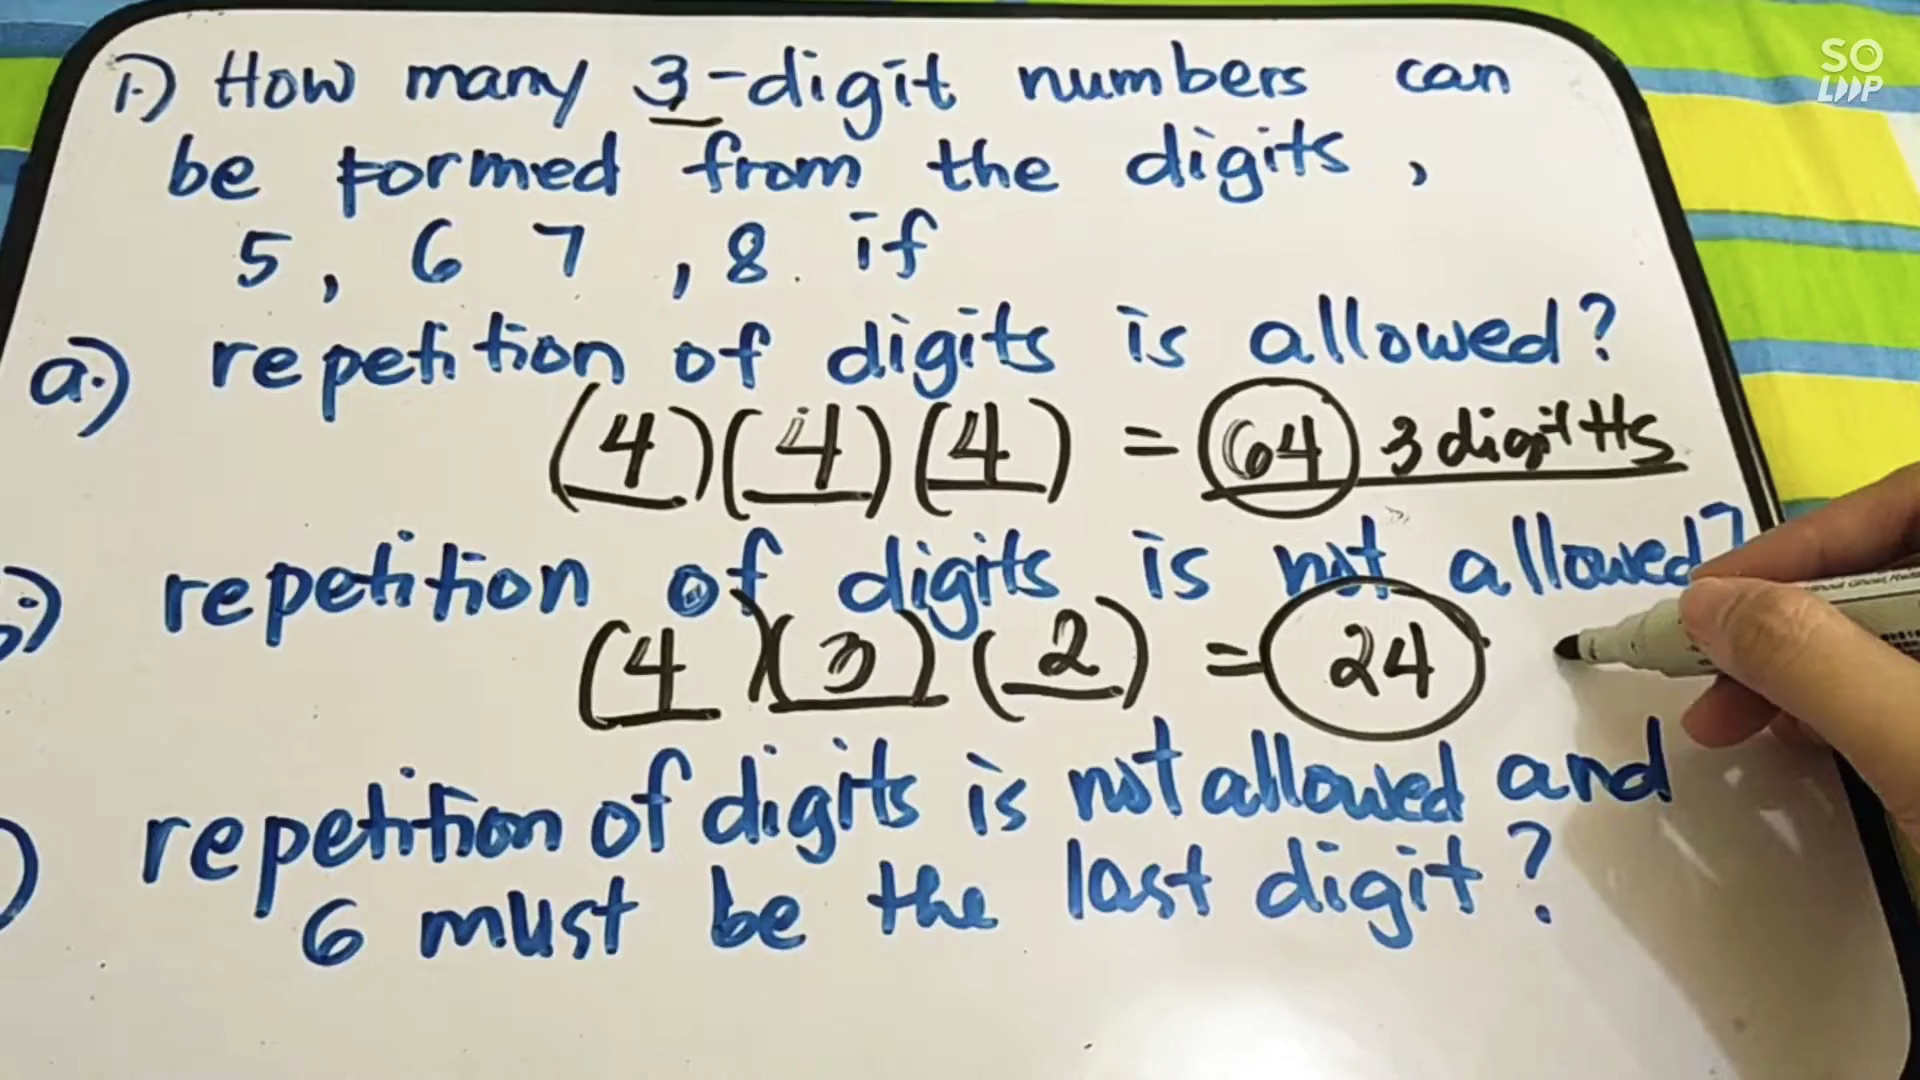 1.) How many 3-digit numbers can
be formed from the digits,
5, 6 7, 8. if
a.) repetition of digits is allowed?
(4)(4)(4) = 64 3 digit #s
b.) repetition of digits is not allowed?
(4)(3)(2) = 24
) repetition of digits is not allowed and
6 must be the last digit?
SO
LOOP